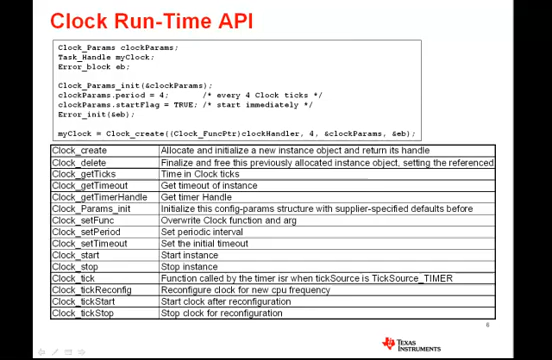 Clock Run-Time API
Clock_Params clockParams;
Task_Handle myClock;
Error_block eb;
Clock_Params_init(&clockParams);
clockParams.period = 4; /* every 4 Clock ticks */
clockParams.startFlag = TRUE; /* start immediately */
Error_init(&eb);
myClock = Clock_create((Clock_FuncPtr)clockHandler, 4, &clockParams, &eb);
Clock_create Allocate and initialize a new instance object and return its handle
Clock_delete Finalize and free this previously allocated instance object, setting the referenced
Clock_getTicks Time in Clock ticks
Clock_getTimeout Get timeout of instance
Clock_getTimerHandle Get timer Handle
Clock_Params_init Initialize this config-params structure with supplier-specified defaults before
Clock_setFunc Overwrite Clock function and arg
Clock_setPeriod Set periodic interval
Clock_setTimeout Set the initial timeout
Clock_start Start instance
Clock_stop Stop instance
Clock_tick Function called by the timer isr when tickSource is TickSource_TIMER
Clock_tickReconfig Reconfigure clock for new cpu frequency
Clock_tickStart Start clock after reconfiguration
Clock_tickStop Stop clock for reconfiguration
6
TEXAS
INSTRUMENTS